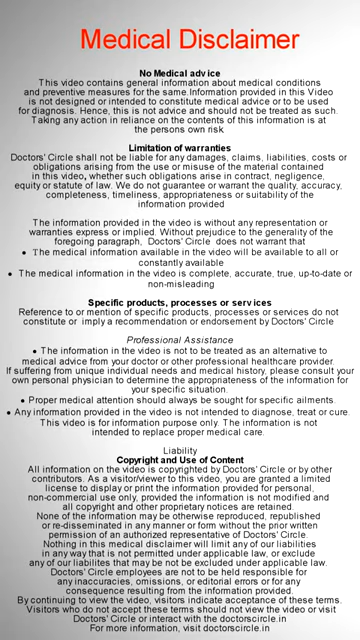 Medical Disclaimer
No Medical advice
This video contains general information about medical conditions
and preventive measures for the same.Information provided in this Video
is not designed or intended to constitute medical advice or to be used
for diagnosis. Hence, this is not advice and should not be treated as such.
Taking any action in reliance on the contents of this information is at
the persons own risk
Limitation of warranties
Doctors' Circle shall not be liable for any damages, claims, liabilities, costs or
obligations arising from the use or misuse of the material contained
in this video, whether such obligations arise in contract, negligence,
equity or statute of law. We do not guarantee or warrant the quality, accuracy,
completeness, timeliness, appropriateness or suitability of the
information provided
The information provided in the video is without any representation or
warranties express or implied. Without prejudice to the generality of the
foregoing paragraph, Doctors' Circle does not warrant that
• The medical information available in the video will be available to all or
constantly available
• The medical information in the video is complete, accurate, true, up-to-date or
non-misleading
Specific products, processes or services
Reference to or mention of specific products, processes or services do not
constitute or imply a recommendation or endorsement by Doctors' Circle
Professional Assistance
• The information in the video is not to be treated as an alternative to
medical advice from your doctor or other professional healthcare provider.
If suffering from unique individual needs and medical history, please consult your
own personal physician to determine the appropriateness of the information for
your specific situation.
• Proper medical attention should always be sought for specific ailments.
• Any information provided in the video is not intended to diagnose, treat or cure.
This video is for information purpose only. The information is not
intended to replace proper medical care.
Liability
Copyright and Use of Content
All information on the video is copyrighted by Doctors' Circle or by other
contributors. As a visitor/viewer to this video, you are granted a limited
license to display or print the information provided for personal,
non-commercial use only, provided the information is not modified and
all copyright and other proprietary notices are retained.
None of the information may be otherwise reproduced, republished
or re-disseminated in any manner or form without the prior written
permission of an authorized representative of Doctors' Circle.
Nothing in this medical disclaimer will limit any of our liabilities
in any way that is not permitted under applicable law, or exclude
any of our liabilites that may be not be excluded under applicable law.
Doctors' Circle employees are not to be held responsible for
any inaccuracies, omissions, or editorial errors or for any
consequence resulting from the information provided.
By continuing to view the video, visitors indicate acceptance of these terms.
Visitors who do not accept these terms should not view the video or visit
Doctors' Circle or interact with the doctorscircle.in
For more information, visit doctorscircle.in